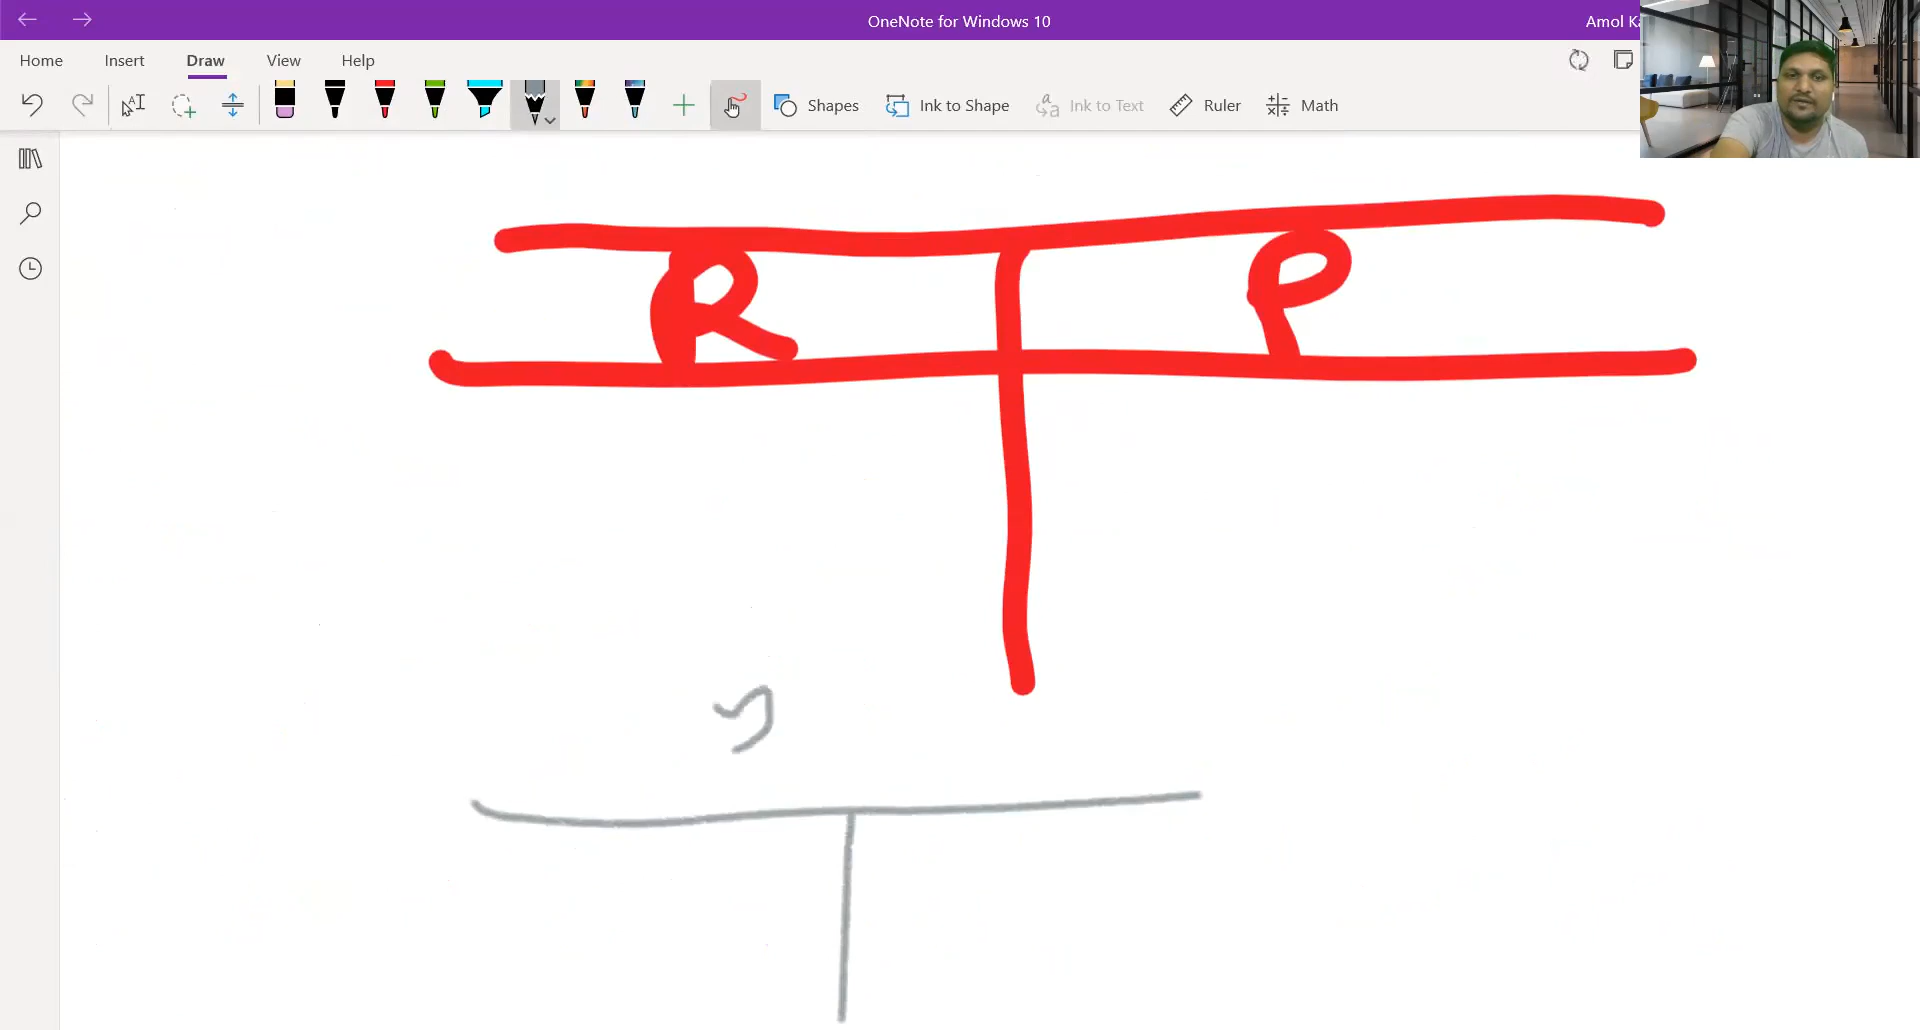 OneNote for Windows 10
Amol Ka
Home Insert Draw View Help
Shapes Ink to Shape Ink to Text Ruler Math
R P